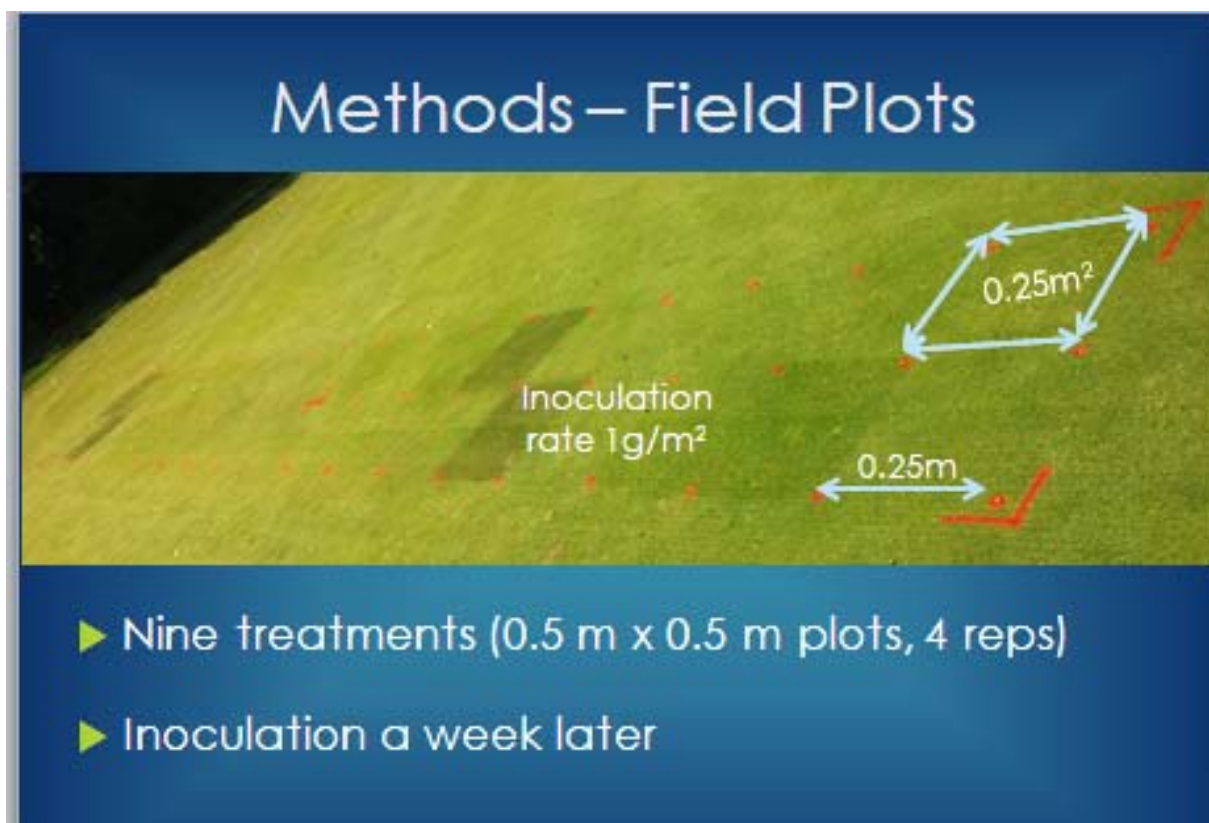 Methods – Field Plots
0.25m²
Inoculation
rate 1g/m²
0.25m
Nine treatments (0.5 m x 0.5 m plots, 4 reps)
Inoculation a week later